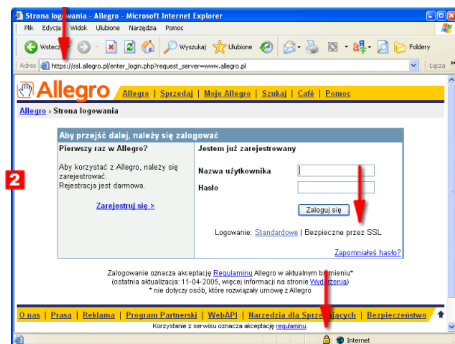 Strona logowania - Allegro - Microsoft Internet Explorer
Plik Edycja Widok Ulubione Narzędzia Pomoc
Wstecz Wyszukaj Ulubione Foldery
Adres https://ssl.allegro.pl/enter_login.php?request_server=www.allegro.pl Łącza »
Allegro Allegro | Sprzedaj | Moje Allegro | Szukaj | Café | Pomoc
Allegro › Strona logowania
Aby przejść dalej, należy się zalogować
Pierwszy raz w Allegro? Jestem już zarejestrowany
Aby korzystać z Allegro, należy się
zarejestrować.
Rejestracja jest darmowa.
Zarejestruj się >
Nazwa użytkownika
Hasło
Zaloguj się
Logowanie: Standardowe | Bezpieczne przez SSL
Zapomniałeś hasło?
2
Zalogowanie oznacza akceptację Regulaminu Allegro w aktualnym brzmieniu*
(ostatnia aktualizacja: 11-04-2005, więcej informacji na stronie Wydarzenia)
* nie dotyczy osób, które rozwiązały umowę z Allegro
O nas | Prasa | Reklama | Program Partnerski | WebAPI | Narzędzia dla Sprzedających | Bezpieczeństwo
Korzystanie z serwisu oznacza akceptację regulaminu.
Internet